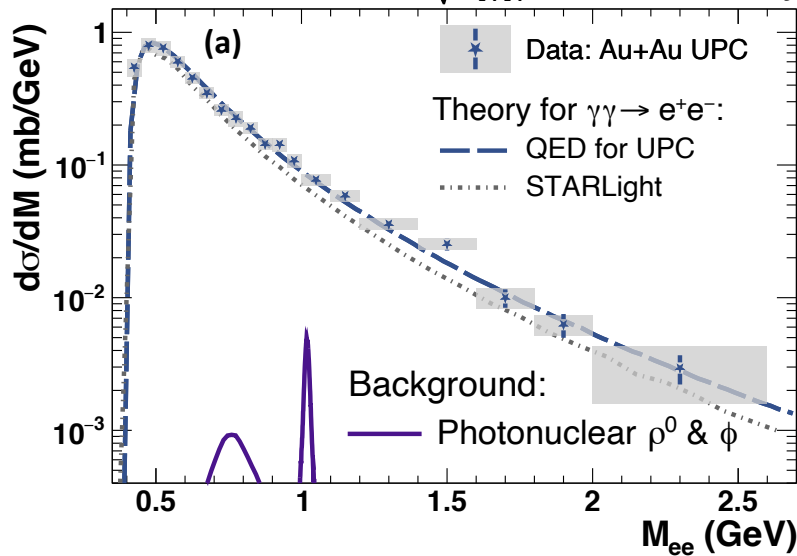 (a)
Data: Au+Au UPC
Theory for γγ→ e⁺e⁻:
QED for UPC
STARLight
Background:
Photonuclear ρ⁰ & ϕ
dσ/dM (mb/GeV)
1
10⁻¹
10⁻²
10⁻³
0.5 1 1.5 2 2.5
M_ee (GeV)